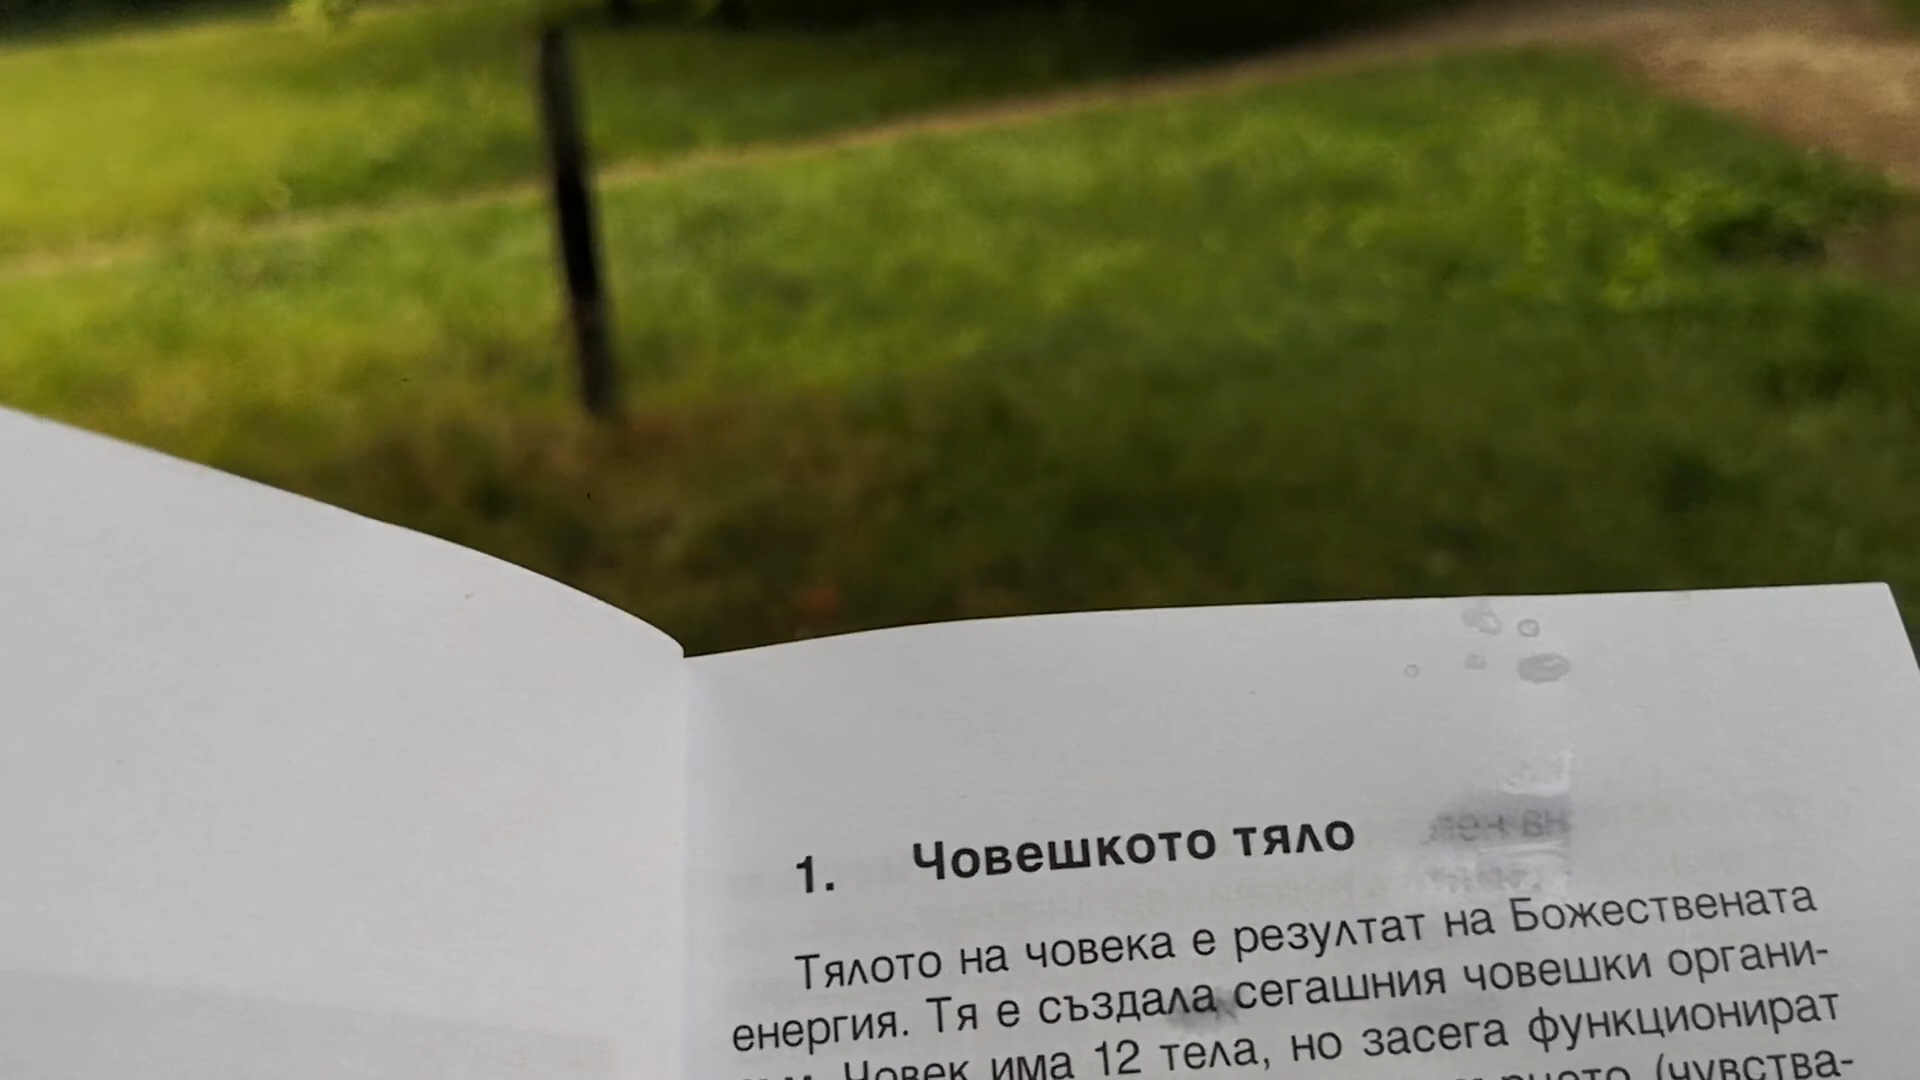 1. Човешкото тяло
Тялото на човека е резултат на Божествената
енергия. Тя е създала сегашния човешки органи-
Човек има 12 тела, но засега функционират
(чувства-